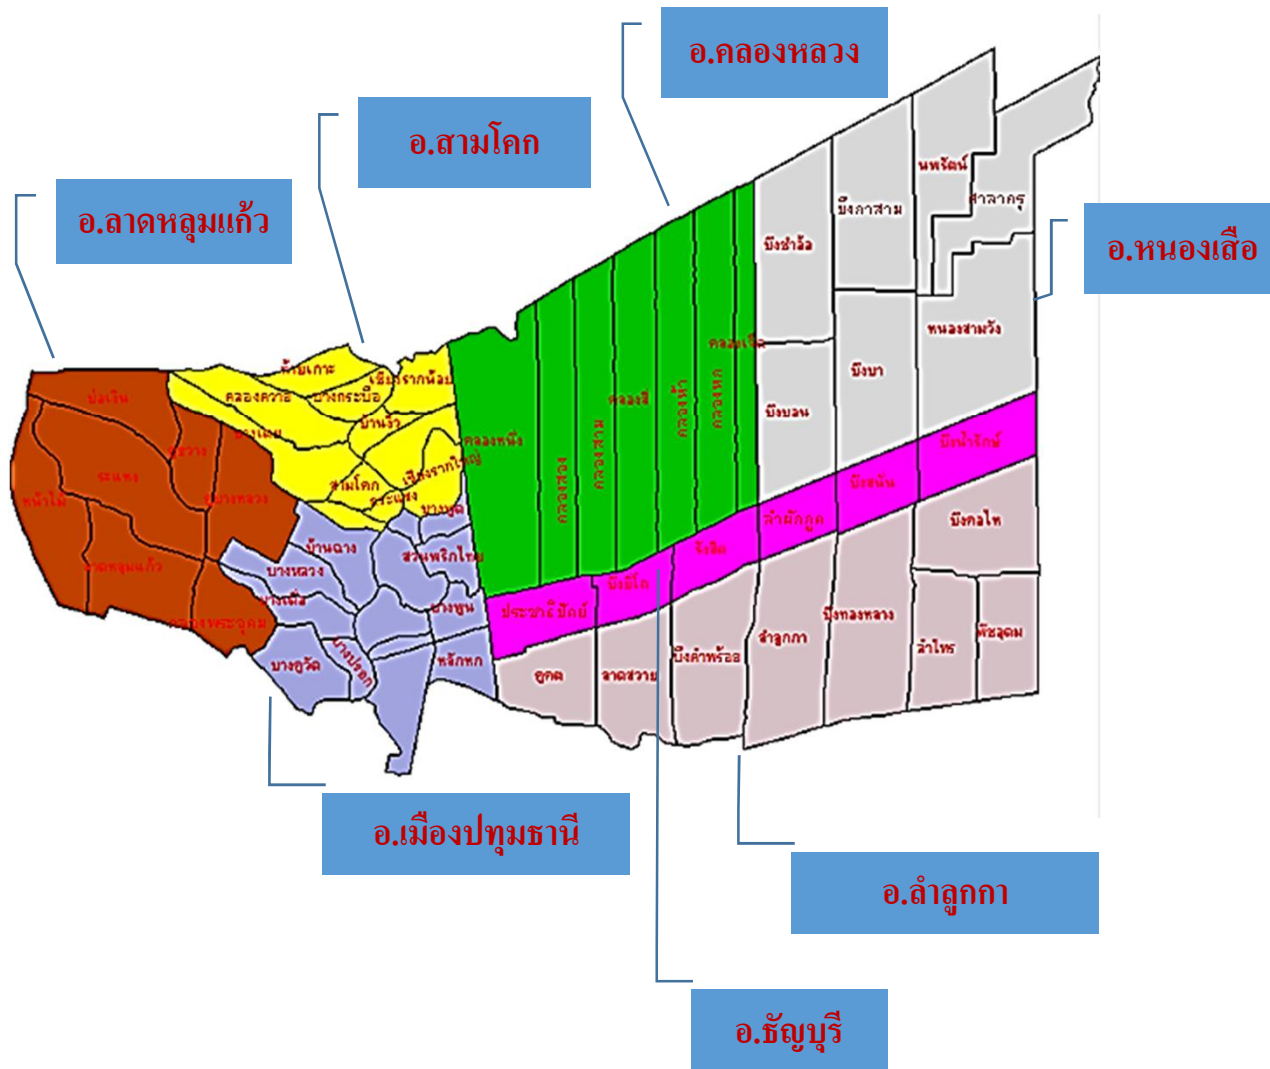 อ.คลองหลวง
อ.สามโคก
อ.ลาดหลุมแก้ว
อ.หนองเสือ
นพรัตน์
ศาลาครุ
บึงกาสาม
บึงชำอ้อ
หนองสามวัง
บึงบา
บึงบอน
บึงน้ำรักษ์
บึงสนั่น
ลำผักกูด
รังสิต
บึงยี่โถ
ประชาธิปัตย์
คลองหนึ่ง
คลองสอง
คลองสาม
คลองสี่
คลองห้า
คลองหก
คลองเจ็ด
ท้ายเกาะ
เชียงรากน้อย
คลองควาย
บางกระบือ
บ้านงิ้ว
บางเตย
สามโคก
กระแชง
เชียงรากใหญ่
บ่อเงิน
คูขวาง
ระแหง
คูบางหลวง
หน้าไม้
ลาดหลุมแก้ว
คลองพระอุดม
บางพูด
บ้านฉาง
สวนพริกไทย
บางหลวง
บางเดื่อ
บางพูน
บางคูวัด
บางปรอก
หลักหก
คูคต
ลาดสวาย
บึงคำพร้อย
ลำลูกกา
บึงทองหลาง
บึงคอไห
ลำไทร
พืชอุดม
อ.เมืองปทุมธานี
อ.ลำลูกกา
อ.ธัญบุรี